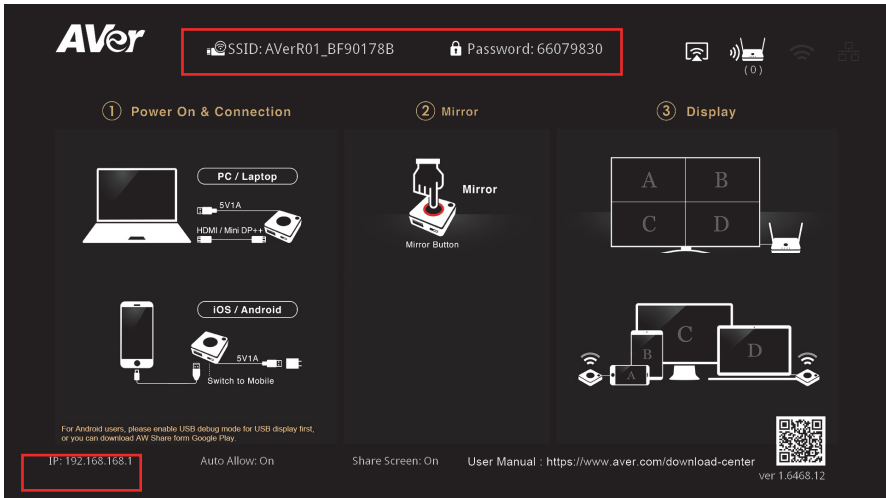 AVer
SSID: AVerR01_BF90178B
Password: 66079830
(0)
1 Power On & Connection
2 Mirror
3 Display
PC / Laptop
5V1A
HDMI / Mini DP++
Mirror
Mirror Button
A B
C D
iOS / Android
5V1A
Switch to Mobile
A
B
C
D
For Android users, please enable USB debug mode for USB display first,
or you can download AW Share form Google Play.
IP: 192.168.168.1
Auto Allow: On
Share Screen: On
User Manual : https://www.aver.com/download-center
ver 1.6468.12